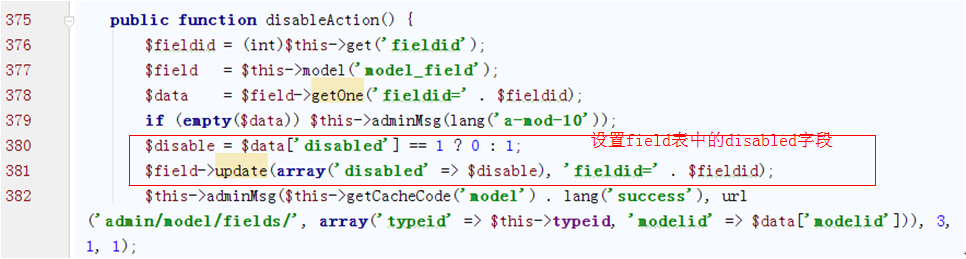 375 public function disableAction() {
376 $fieldid = (int)$this->get('fieldid');
377 $field = $this->model('model_field');
378 $data = $field->getOne('fieldid=' . $fieldid);
379 if (empty($data)) $this->adminMsg(lang('a-mod-10'));
380 $disable = $data['disabled'] == 1 ? 0 : 1; 设置field表中的disabled字段
381 $field->update(array('disabled' => $disable), 'fieldid=' . $fieldid);
382 $this->adminMsg($this->getCacheCode('model') . lang('success'), url
('admin/model/fields/', array('typeid' => $this->typeid, 'modelid' => $data['modelid'])), 3,
1, 1);